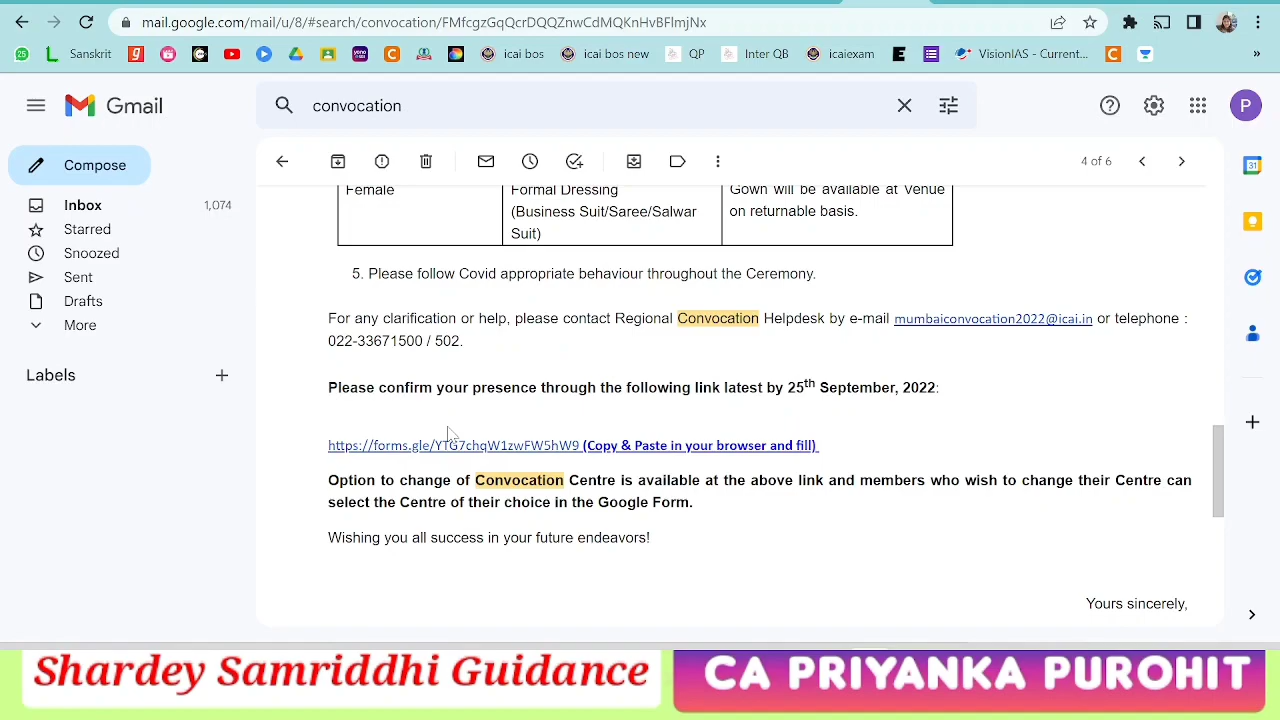 mail.google.com/mail/u/8/#search/convocation/FMfcgzGqQcrDQQZnwCdMQKnHvBFlmjNx
Sanskrit
icai bos
icai bos new
QP
Inter QB
icaiexam
VisionIAS - Current...
»
Gmail
convocation
P
Compose
4 of 6
Inbox 1,074
Starred
Snoozed
Sent
Drafts
More
Labels
Female
Formal Dressing
(Business Suit/Saree/Salwar
Suit)
Gown will be available at Venue
on returnable basis.
5. Please follow Covid appropriate behaviour throughout the Ceremony.
For any clarification or help, please contact Regional Convocation Helpdesk by e-mail mumbaiconvocation2022@icai.in or telephone :
022-33671500 / 502.
Please confirm your presence through the following link latest by 25th September, 2022:
https://forms.gle/YTG7chqW1zwFW5hW9 (Copy & Paste in your browser and fill)
Option to change of Convocation Centre is available at the above link and members who wish to change their Centre can
select the Centre of their choice in the Google Form.
Wishing you all success in your future endeavors!
Yours sincerely,
Shardey Samriddhi Guidance
CA PRIYANKA PUROHIT